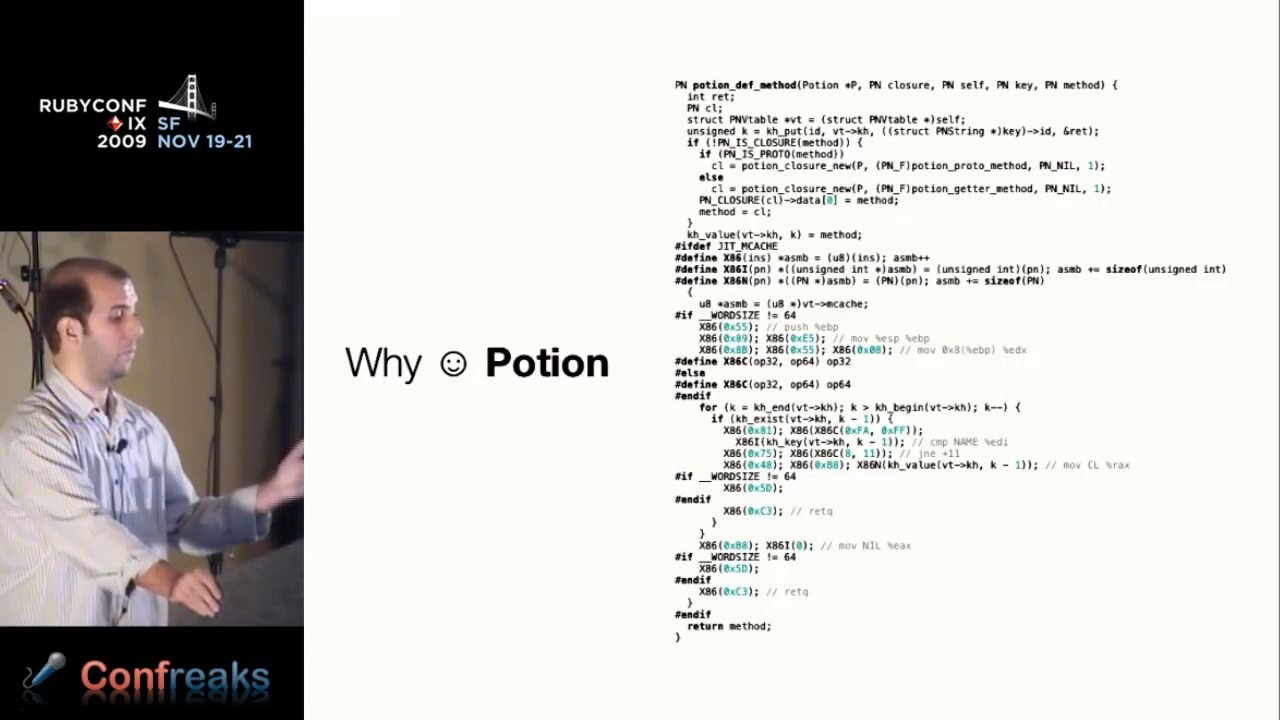 RUBYCONF
IX SF
2009 NOV 19-21
Why ☺ Potion
PN potion_def_method(Potion *P, PN closure, PN self, PN key, PN method) {
  int ret;
  PN cl;
  struct PNVtable *vt = (struct PNVtable *)self;
  unsigned k = kh_put(id, vt->kh, ((struct PNString *)key)->id, &ret);
  if (!PN_IS_CLOSURE(method)) {
    if (PN_IS_PROTO(method))
      cl = potion_closure_new(P, (PN_F)potion_proto_method, PN_NIL, 1);
    else
      cl = potion_closure_new(P, (PN_F)potion_getter_method, PN_NIL, 1);
    PN_CLOSURE(cl)->data[0] = method;
    method = cl;
  }
  kh_value(vt->kh, k) = method;
#ifdef JIT_MCACHE
#define X86(ins) *asmb = (u8)(ins); asmb++
#define X86I(pn) *((unsigned int *)asmb) = (unsigned int)(pn); asmb += sizeof(unsigned int)
#define X86N(pn) *((PN *)asmb) = (PN)(pn); asmb += sizeof(PN)
  {
    u8 *asmb = (u8 *)vt->mcache;
#if __WORDSIZE != 64
    X86(0x55); // push %ebp
    X86(0x89); X86(0xE5); // mov %esp %ebp
    X86(0x8B); X86(0x55); X86(0x08); // mov 0x8(%ebp) %edx
#define X86C(op32, op64) op32
#else
#define X86C(op32, op64) op64
#endif
    for (k = kh_end(vt->kh); k > kh_begin(vt->kh); k--) {
      if (kh_exist(vt->kh, k - 1)) {
        X86(0x81); X86(X86C(0xFA, 0xFF));
          X86I(kh_key(vt->kh, k - 1)); // cmp NAME %edi
        X86(0x75); X86(X86C(8, 11)); // jne +11
        X86(0x48); X86(0xB8); X86N(kh_value(vt->kh, k - 1)); // mov CL %rax
#if __WORDSIZE != 64
        X86(0x5D);
#endif
        X86(0xC3); // retq
      }
    }
    X86(0xB8); X86I(0); // mov NIL %eax
#if __WORDSIZE != 64
    X86(0x5D);
#endif
    X86(0xC3); // retq
  }
#endif
  return method;
}
Confreaks